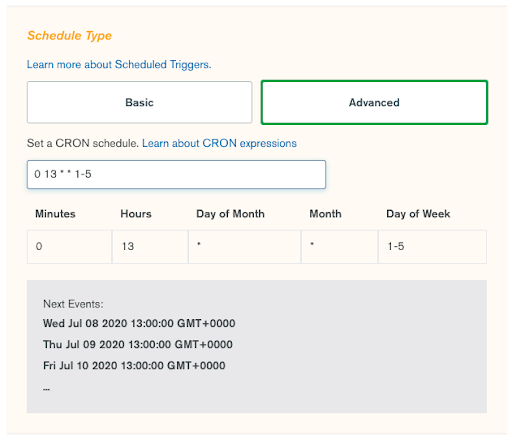 Schedule Type
Learn more about Scheduled Triggers.
Basic Advanced
Set a CRON schedule. Learn about CRON expressions
0 13 * * 1-5
Minutes Hours Day of Month Month Day of Week
0 13 * * 1-5
Next Events:
Wed Jul 08 2020 13:00:00 GMT+0000
Thu Jul 09 2020 13:00:00 GMT+0000
Fri Jul 10 2020 13:00:00 GMT+0000
...